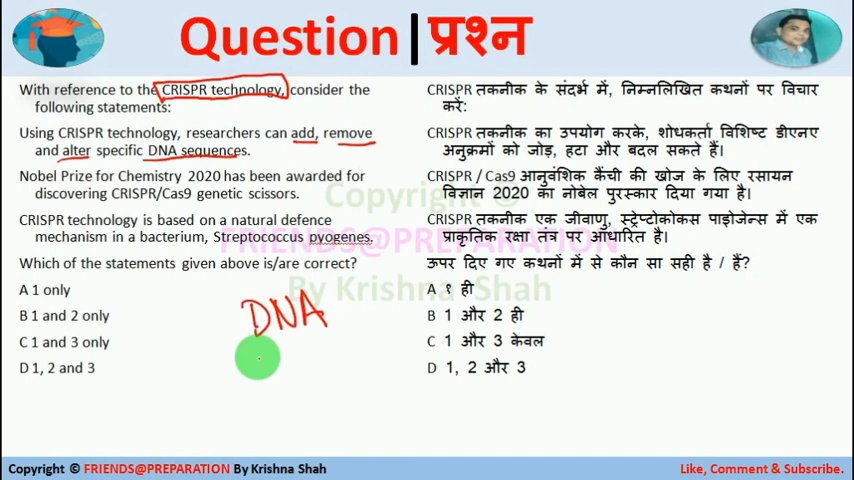 Question|प्रश्न
With reference to the CRISPR technology, consider the
following statements:
Using CRISPR technology, researchers can add, remove
and alter specific DNA sequences.
Nobel Prize for Chemistry 2020 has been awarded for
discovering CRISPR/Cas9 genetic scissors.
CRISPR technology is based on a natural defence
mechanism in a bacterium, Streptococcus pyogenes.
Which of the statements given above is/are correct?
A 1 only
B 1 and 2 only
C 1 and 3 only
D 1, 2 and 3
DNA
CRISPR तकनीक के संदर्भ में, निम्नलिखित कथनों पर विचार
करें:
CRISPR तकनीक का उपयोग करके, शोधकर्ता विशिष्ट डीएनए
अनुक्रमों को जोड़, हटा और बदल सकते हैं।
CRISPR / Cas9 आनुवंशिक कैंची की खोज के लिए रसायन
विज्ञान 2020 का नोबेल पुरस्कार दिया गया है।
CRISPR तकनीक एक जीवाणु, स्ट्रेप्टोकोकस पाइोजेन्स में एक
प्राकृतिक रक्षा तंत्र पर आधारित है।
ऊपर दिए गए कथनों में से कौन सा सही है / हैं?
A १ ही
B 1 और 2 ही
C 1 और 3 केवल
D 1, 2 और 3
Copyright ©
FRIENDS@PREPARATION
By Krishna Shah
Copyright © FRIENDS@PREPARATION By Krishna Shah
Like, Comment & Subscribe.